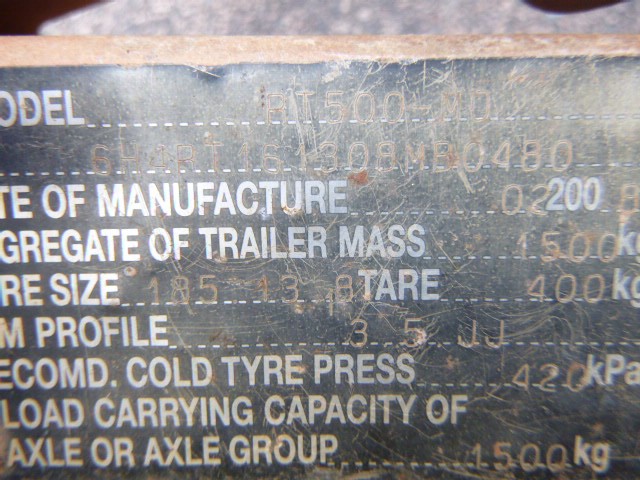 ODEL RT500-MD
6H4RT161308MB0480
TE OF MANUFACTURE 02 2008
GGREGATE OF TRAILER MASS 1500 kg
RE SIZE 185 13 8 TARE 400 kg
M PROFILE 3 5 JJ
ECOMD. COLD TYRE PRESS 420 kPa
LOAD CARRYING CAPACITY OF
AXLE OR AXLE GROUP 1500 kg